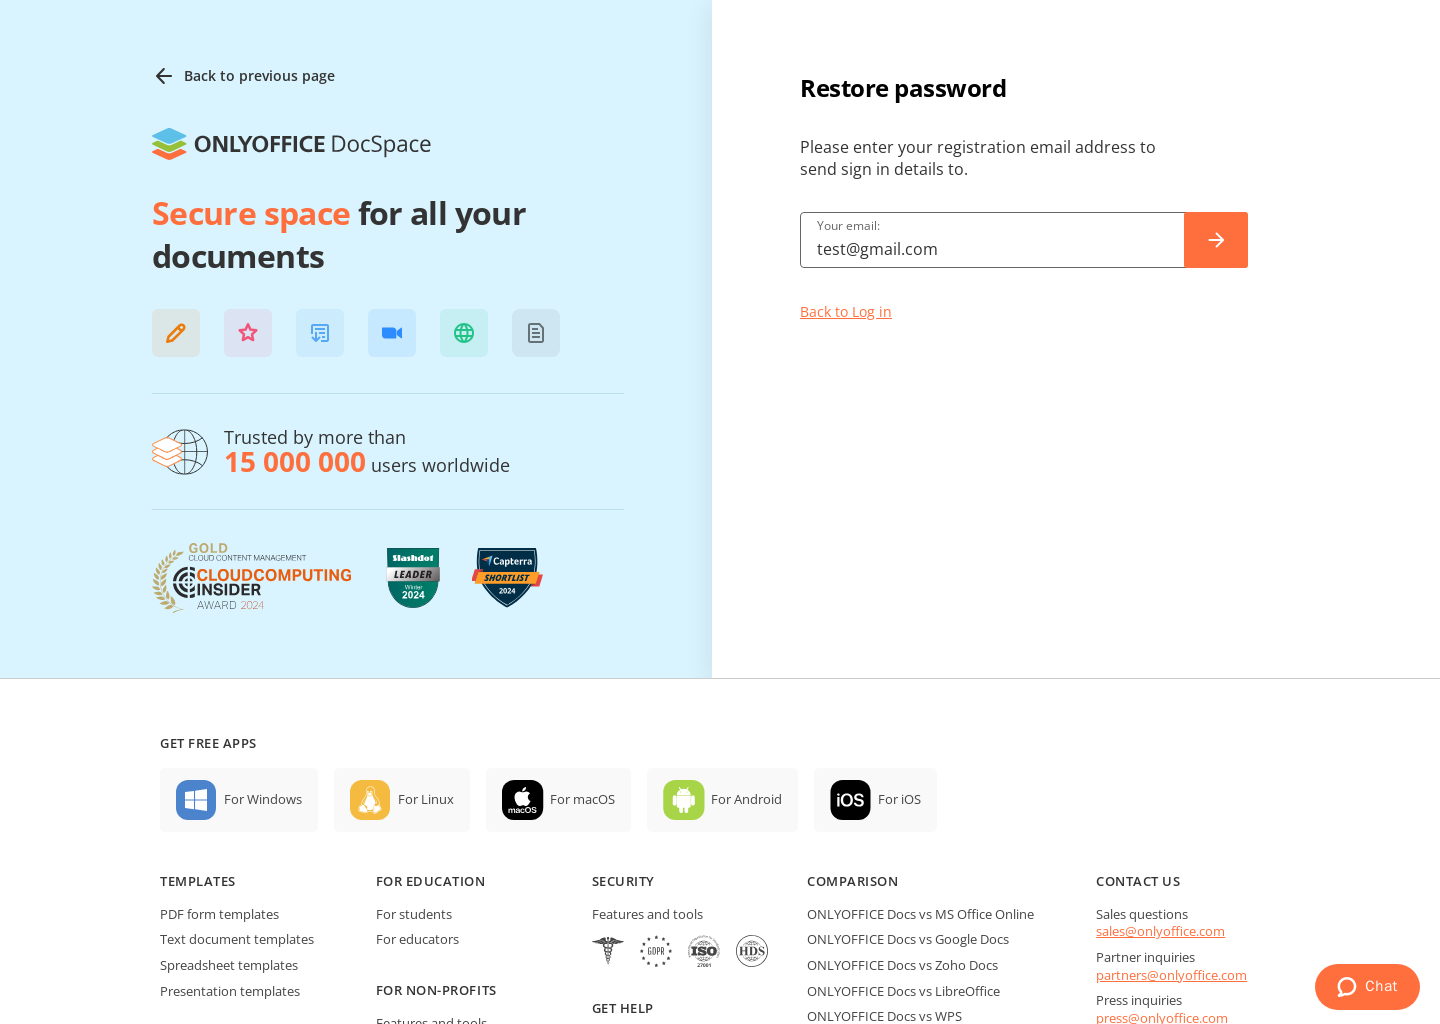 Back to previous page
ONLYOFFICE DocSpace
Secure space for all your
documents
Trusted by more than
15 000 000 users worldwide
GOLD
CLOUD CONTENT MANAGEMENT
CLOUDCOMPUTING
INSIDER
AWARD 2024
Slashdot
LEADER
Winter
2024
Capterra
SHORTLIST
2024
Restore password
Please enter your registration email address to
send sign in details to.
Your email:
test@gmail.com
Back to Log in
GET FREE APPS
For Windows
For Linux
macOS
For macOS
For Android
iOS
For iOS
TEMPLATES
PDF form templates
Text document templates
Spreadsheet templates
Presentation templates
FOR EDUCATION
For students
For educators
FOR NON-PROFITS
Features and tools
SECURITY
Features and tools
GDPR
ISO
27001
HDS
GET HELP
COMPARISON
ONLYOFFICE Docs vs MS Office Online
ONLYOFFICE Docs vs Google Docs
ONLYOFFICE Docs vs Zoho Docs
ONLYOFFICE Docs vs LibreOffice
ONLYOFFICE Docs vs WPS
CONTACT US
Sales questions
sales@onlyoffice.com
Partner inquiries
partners@onlyoffice.com
Press inquiries
press@onlyoffice.com
Chat